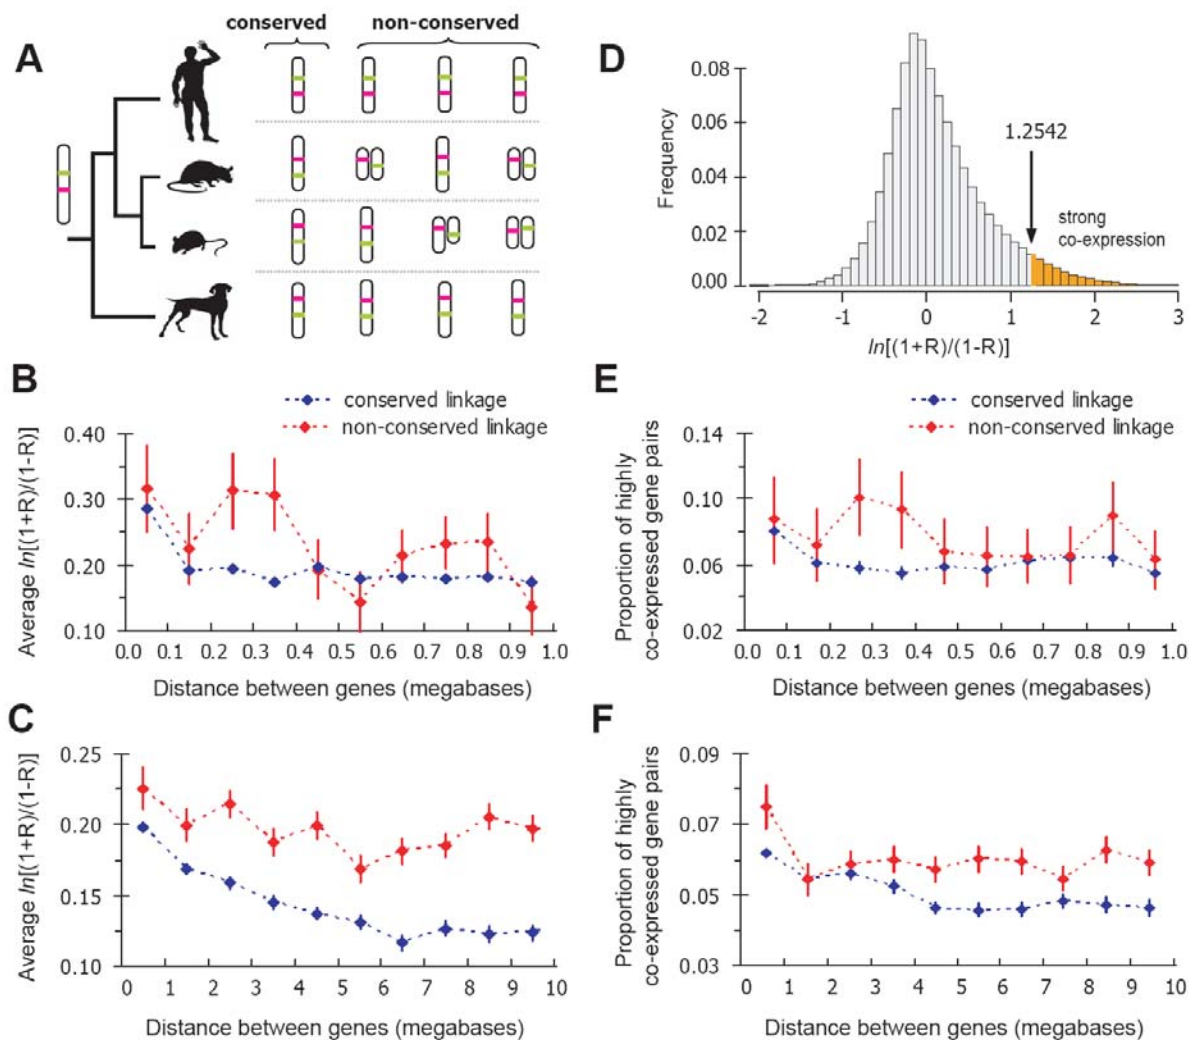 A
conserved
non-conserved
D
Frequency
0.08
0.06
0.04
0.02
0.00
1.2542
strong
co-expression
-2 -1 0 1 2 3
ln[(1+R)/(1-R)]
B
conserved linkage
non-conserved linkage
Average ln[(1+R)/(1-R)]
0.40
0.30
0.20
0.10
0.0 0.1 0.2 0.3 0.4 0.5 0.6 0.7 0.8 0.9 1.0
Distance between genes (megabases)
E
conserved linkage
non-conserved linkage
Proportion of highly
co-expressed gene pairs
0.14
0.10
0.06
0.02
0.0 0.1 0.2 0.3 0.4 0.5 0.6 0.7 0.8 0.9 1.0
Distance between genes (megabases)
C
Average ln[(1+R)/(1-R)]
0.25
0.20
0.15
0.10
0 1 2 3 4 5 6 7 8 9 10
Distance between genes (megabases)
F
Proportion of highly
co-expressed gene pairs
0.09
0.07
0.05
0.03
0 1 2 3 4 5 6 7 8 9 10
Distance between genes (megabases)